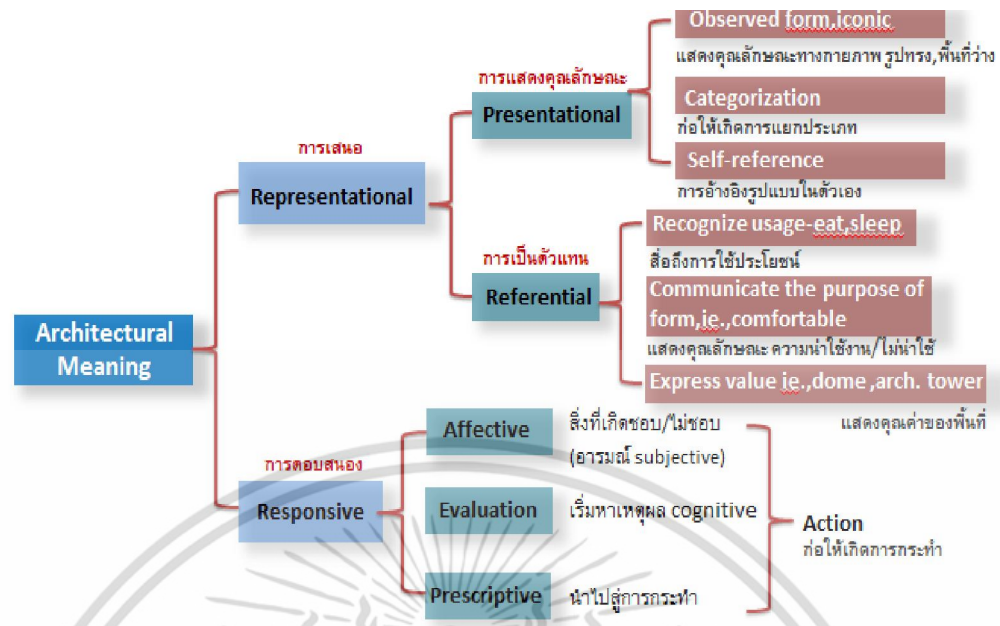 Observed form,iconic
แสดงคุณลักษณะทางกายภาพ รูปทรง,พื้นที่ว่าง
การแสดงคุณลักษณะ
Presentational
Categorization
ก่อให้เกิดการแยกประเภท
Self-reference
การอ้างอิงรูปแบบในตัวเอง
การเสนอ
Representational
Recognize usage-eat,sleep
สื่อถึงการใช้ประโยชน์
การเป็นตัวแทน
Referential
Communicate the purpose of
form,ie.,comfortable
แสดงคุณลักษณะ ความน่าใช้งาน/ไม่น่าใช้
Express value ie.,dome ,arch. tower
แสดงคุณค่าของพื้นที่
Architectural
Meaning
การตอบสนอง
Responsive
Affective
สิ่งที่เกิดชอบ/ไม่ชอบ
(อารมณ์ subjective)
Evaluation
เริ่มหาเหตุผล cognitive
Prescriptive
นำไปสู่การกระทำ
Action
ก่อให้เกิดการกระทำ